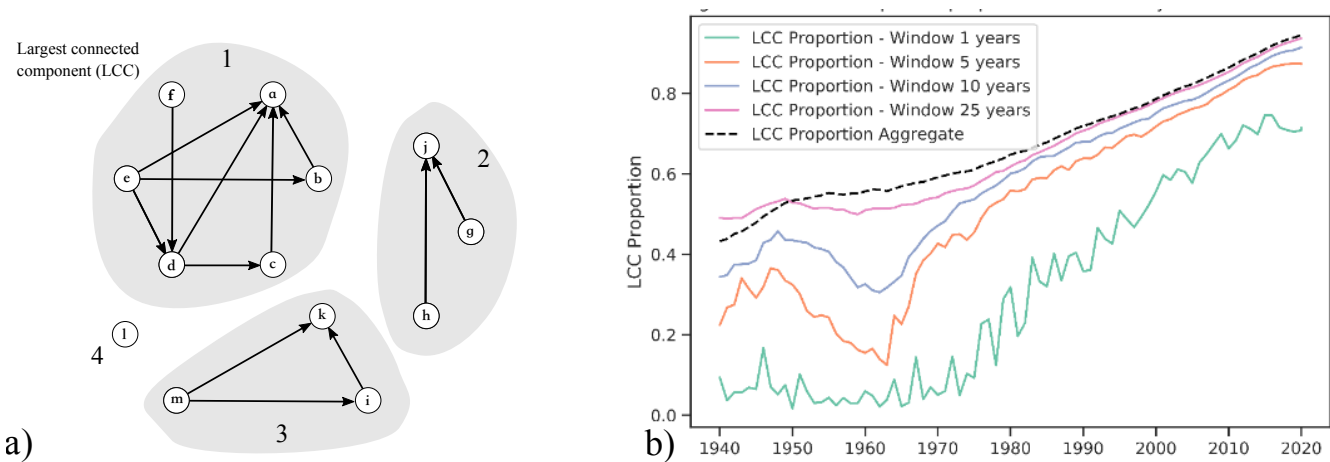 Largest connected
component (LCC)
1
f
a
e
b
d
c
2
j
g
h
4
l
3
k
m
i
a)
LCC Proportion - Window 1 years
LCC Proportion - Window 5 years
LCC Proportion - Window 10 years
LCC Proportion - Window 25 years
LCC Proportion Aggregate
LCC Proportion
0.8
0.6
0.4
0.2
0.0
1940 1950 1960 1970 1980 1990 2000 2010 2020
b)